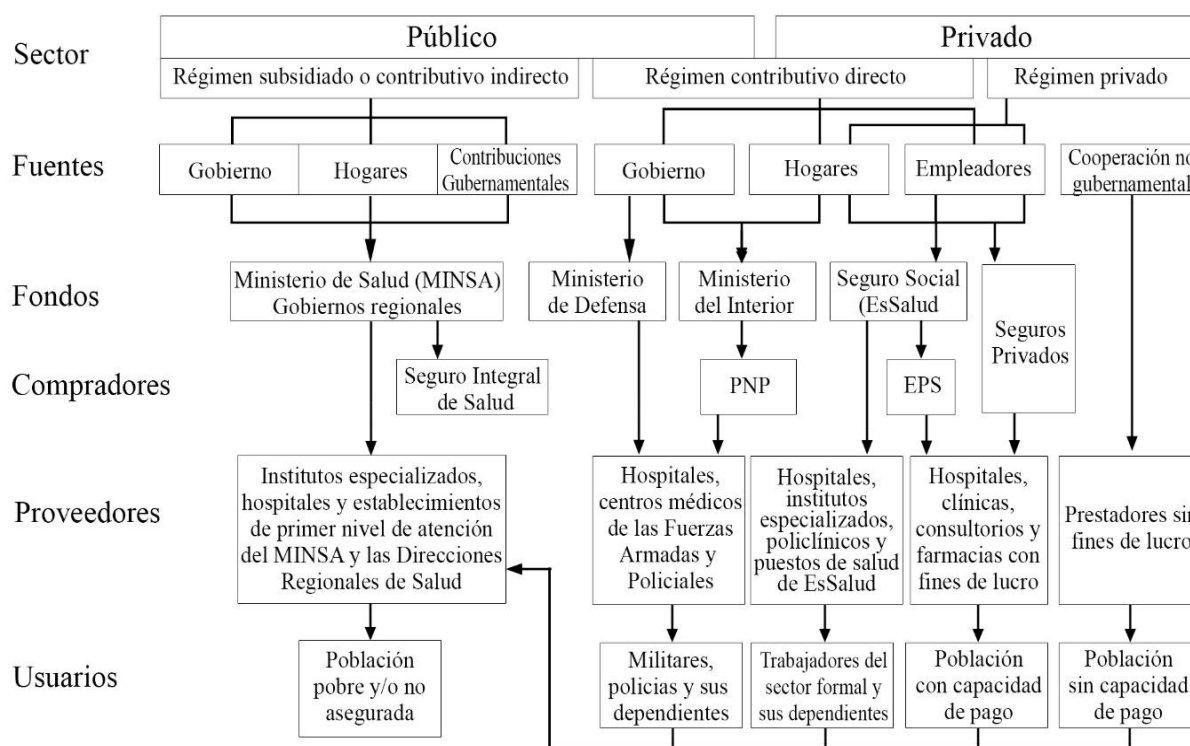 Sector
Público
Privado
Régimen subsidiado o contributivo indirecto
Régimen contributivo directo
Régimen privado
Fuentes
Gobierno
Hogares
Contribuciones
Gubernamentales
Gobierno
Hogares
Empleadores
Cooperación no
gubernamental
Fondos
Ministerio de Salud (MINSA)
Gobiernos regionales
Ministerio
de Defensa
Ministerio
del Interior
Seguro Social
(EsSalud
Seguros
Privados
Compradores
Seguro Integral
de Salud
PNP
EPS
Proveedores
Institutos especializados,
hospitales y establecimientos
de primer nivel de atención
del MINSA y las Direcciones
Regionales de Salud
Hospitales,
centros médicos
de las Fuerzas
Armadas y
Policiales
Hospitales,
institutos
especializados,
policlínicos y
puestos de salud
de EsSalud
Hospitales,
clínicas,
consultorios y
farmacias con
fines de lucro
Prestadores sin
fines de lucro
Usuarios
Población
pobre y/o no
asegurada
Militares,
policias y sus
dependientes
Trabajadores del
sector formal y
sus dependientes
Población
con capacidad
de pago
Población
sin capacidad
de pago